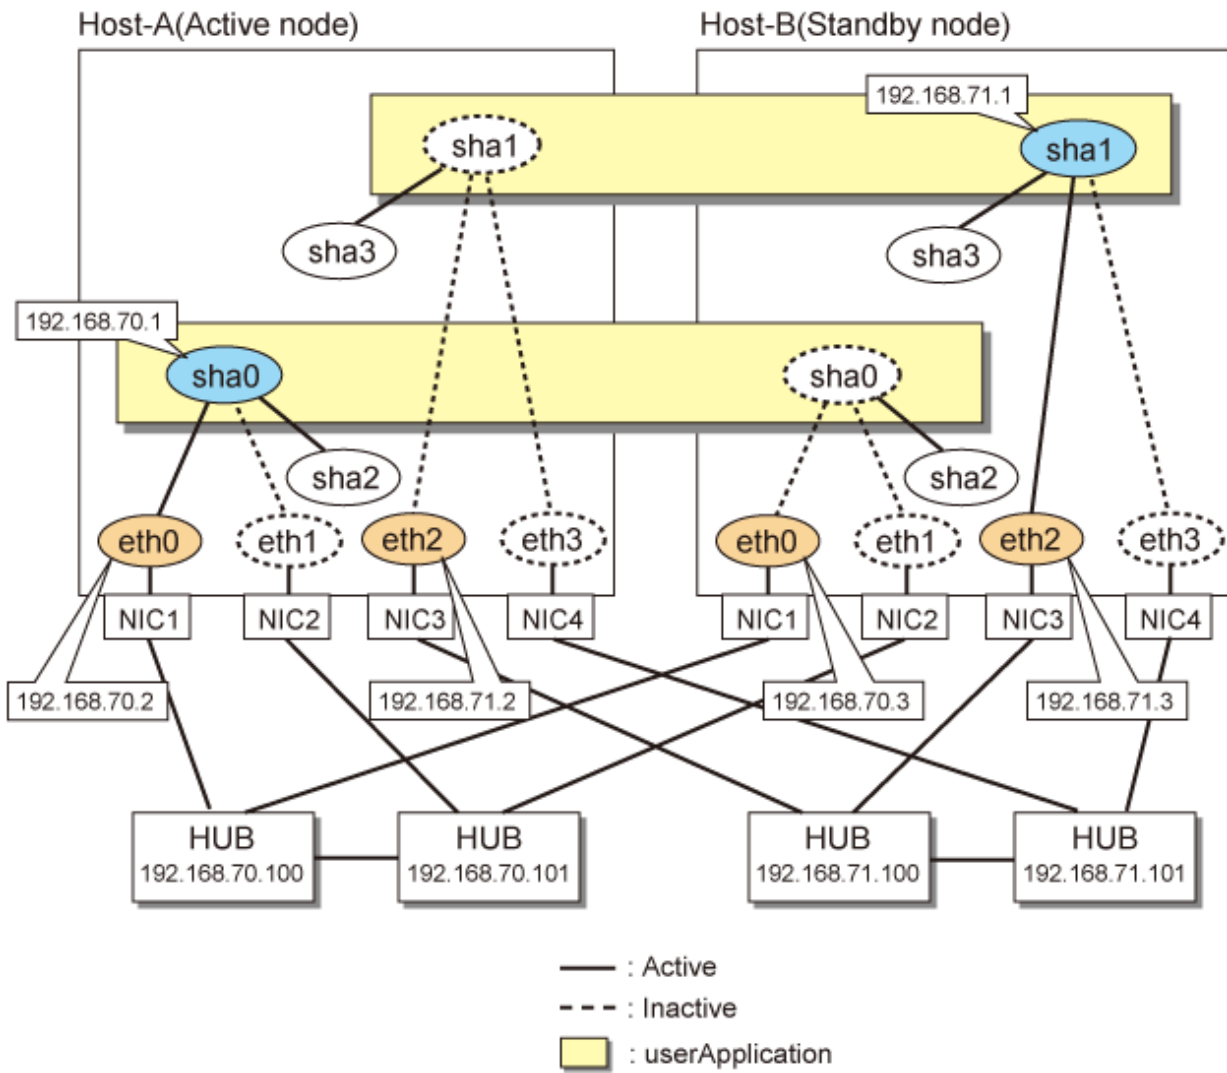 Host-A(Active node)
Host-B(Standby node)
192.168.71.1
sha1
sha1
sha3
sha3
192.168.70.1
sha0
sha0
sha2
sha2
eth0
eth1
eth2
eth3
eth0
eth1
eth2
eth3
NIC1
NIC2
NIC3
NIC4
NIC1
NIC2
NIC3
NIC4
192.168.70.2
192.168.71.2
192.168.70.3
192.168.71.3
HUB
192.168.70.100
HUB
192.168.70.101
HUB
192.168.71.100
HUB
192.168.71.101
: Active
: Inactive
: userApplication